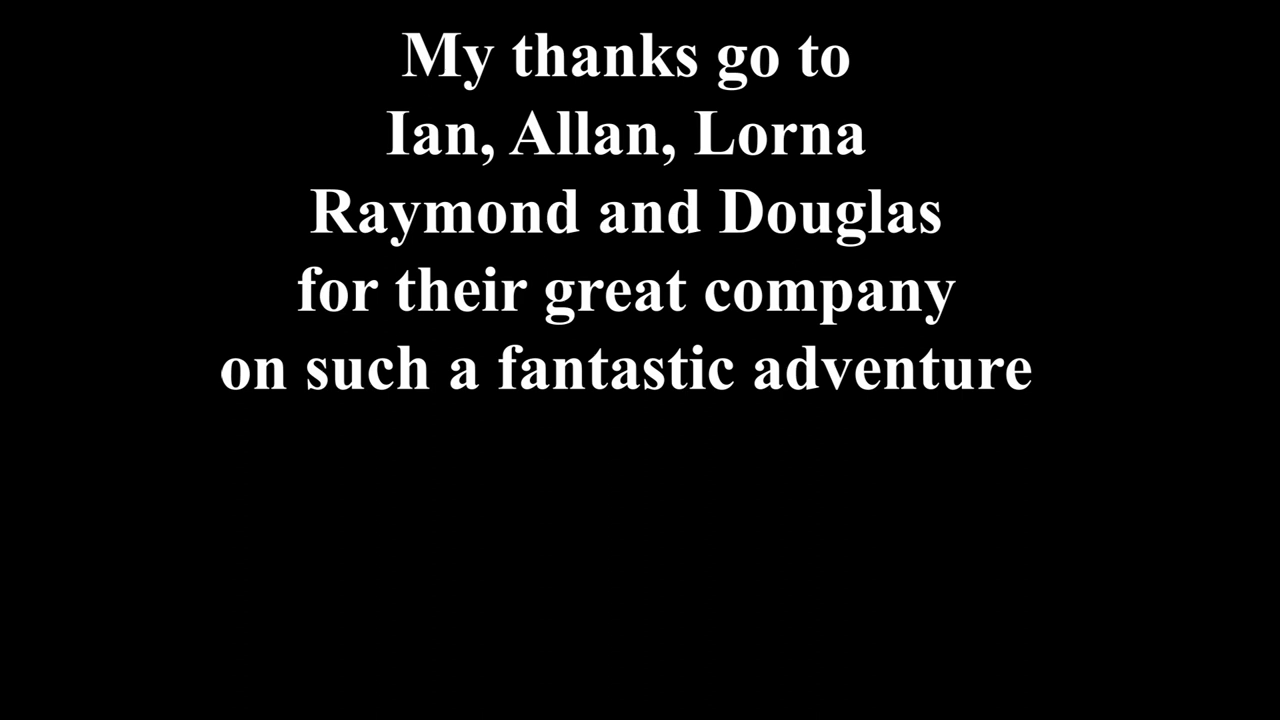 My thanks go to
Ian, Allan, Lorna
Raymond and Douglas
for their great company
on such a fantastic adventure